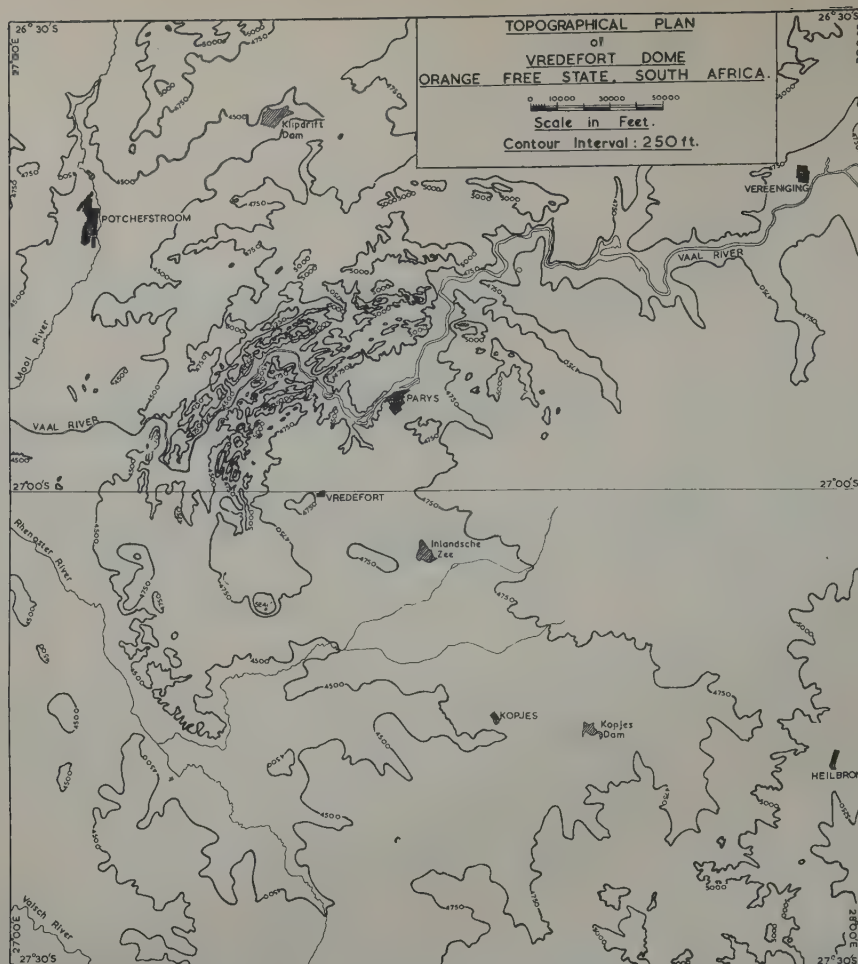 26°30'S
27°00'E
26°30'S
TOPOGRAPHICAL PLAN
of
VREDEFORT DOME
ORANGE FREE STATE. SOUTH AFRICA.
0 10000 30000 50000
Scale in Feet.
Contour Interval: 250 ft.
Klipdrift
Dam
POTCHEFSTROOM
VEREENIGING
VAAL RIVER
Mooi River
PARYS
VAAL RIVER
27°00'S
27°00'S
VREDEFORT
Rhenoster River
Inlandsche
Zee
KOPJES
Kopjes
Dam
HEILBRON
Valsch River
27°00'E
28°00'E
27°30'S
4500
4750
5000